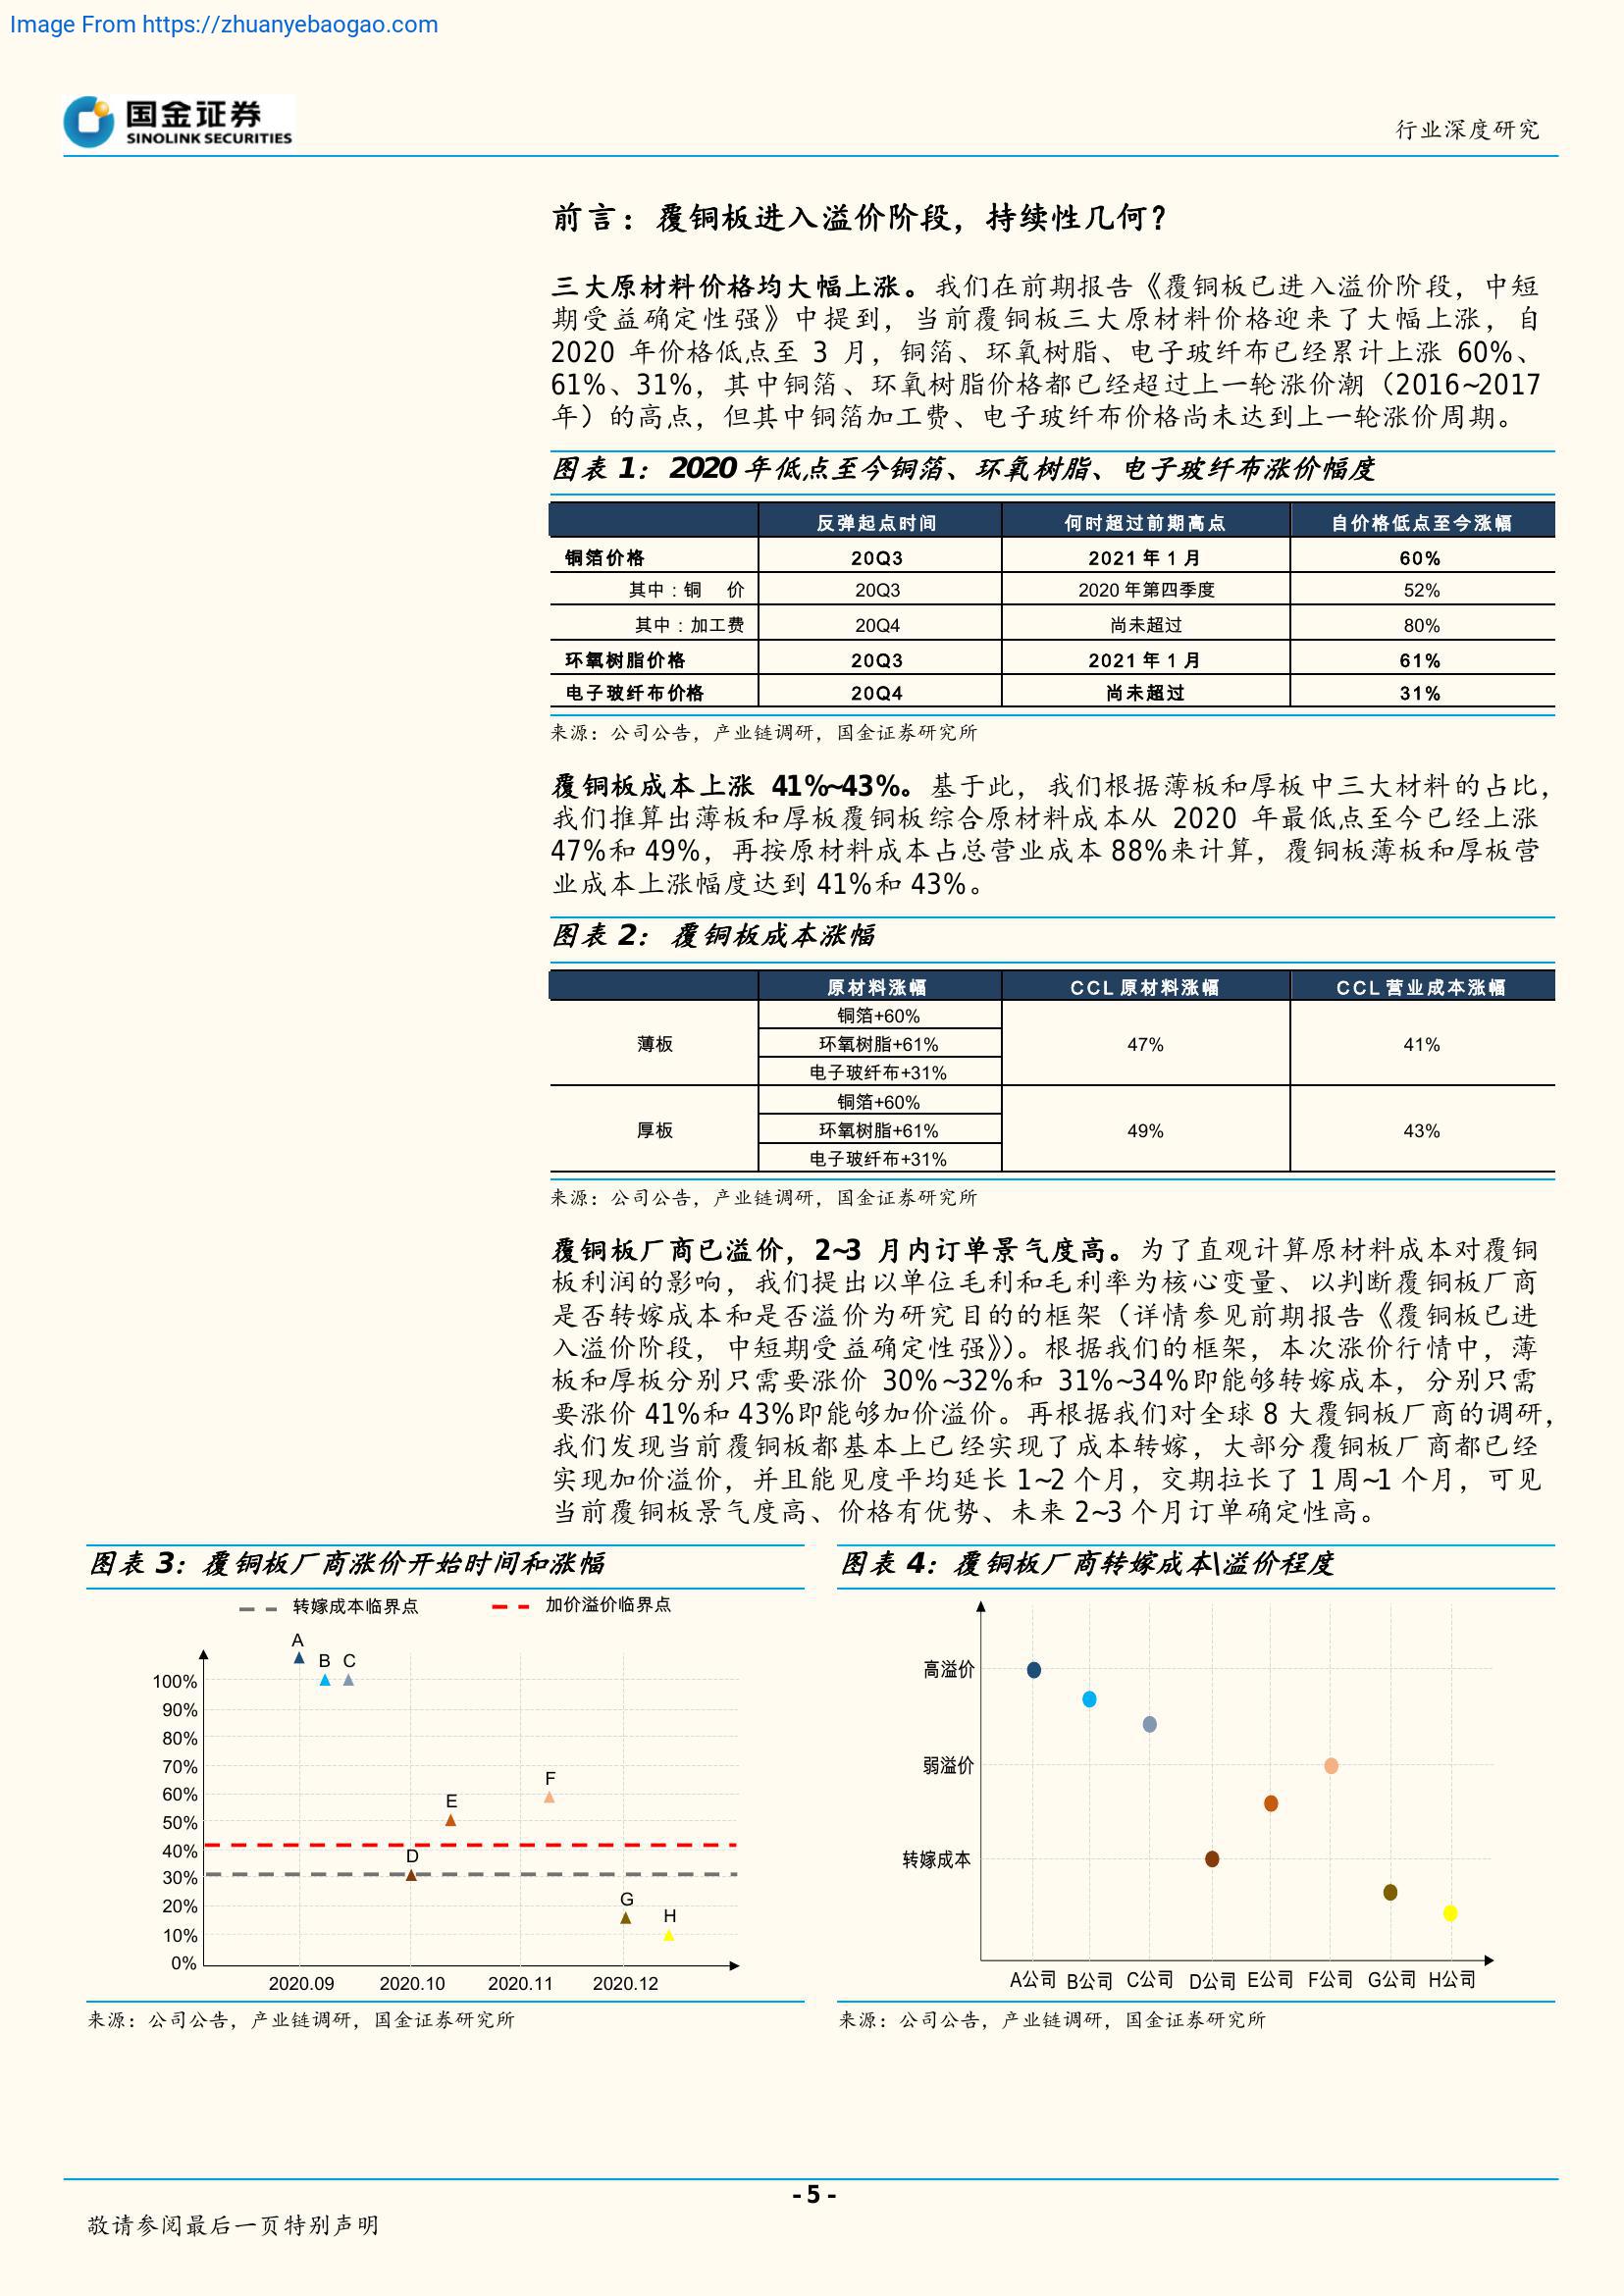 Image From https://zhuanyebaogao.com
国金证券
SINOLINK SECURITIES
行业深度研究
前言：覆铜板进入溢价阶段，持续性几何？
三大原材料价格均大幅上涨。我们在前期报告《覆铜板已进入溢价阶段，中短
期受益确定性强》中提到，当前覆铜板三大原材料价格迎来了大幅上涨，自
2020 年价格低点至 3 月，铜箔、环氧树脂、电子玻纤布已经累计上涨 60%、
61%、31%，其中铜箔、环氧树脂价格都已经超过上一轮涨价潮（2016~2017
年）的高点，但其中铜箔加工费、电子玻纤布价格尚未达到上一轮涨价周期。
图表 1：2020 年低点至今铜箔、环氧树脂、电子玻纤布涨价幅度
反弹起点时间 何时超过前期高点 自价格低点至今涨幅
铜箔价格 20Q3 2021 年 1 月 60%
其中：铜 价 20Q3 2020 年第四季度 52%
其中：加工费 20Q4 尚未超过 80%
环氧树脂价格 20Q3 2021 年 1 月 61%
电子玻纤布价格 20Q4 尚未超过 31%
来源：公司公告，产业链调研，国金证券研究所
覆铜板成本上涨 41%~43%。基于此，我们根据薄板和厚板中三大材料的占比，
我们推算出薄板和厚板覆铜板综合原材料成本从 2020 年最低点至今已经上涨
47%和 49%，再按原材料成本占总营业成本 88%来计算，覆铜板薄板和厚板营
业成本上涨幅度达到 41%和 43%。
图表 2：覆铜板成本涨幅
原材料涨幅 CCL 原材料涨幅 CCL 营业成本涨幅
铜箔+60%
薄板 环氧树脂+61% 47% 41%
电子玻纤布+31%
铜箔+60%
厚板 环氧树脂+61% 49% 43%
电子玻纤布+31%
来源：公司公告，产业链调研，国金证券研究所
覆铜板厂商已溢价，2~3 月内订单景气度高。为了直观计算原材料成本对覆铜
板利润的影响，我们提出以单位毛利和毛利率为核心变量、以判断覆铜板厂商
是否转嫁成本和是否溢价为研究目的的框架（详情参见前期报告《覆铜板已进
入溢价阶段，中短期受益确定性强》）。根据我们的框架，本次涨价行情中，薄
板和厚板分别只需要涨价 30%~32%和 31%~34%即能够转嫁成本，分别只需
要涨价 41%和 43%即能够加价溢价。再根据我们对全球 8 大覆铜板厂商的调研，
我们发现当前覆铜板都基本上已经实现了成本转嫁，大部分覆铜板厂商都已经
实现加价溢价，并且能见度平均延长 1~2 个月，交期拉长了 1 周~1 个月，可见
当前覆铜板景气度高、价格有优势、未来 2~3 个月订单确定性高。
图表 3：覆铜板厂商涨价开始时间和涨幅
转嫁成本临界点 加价溢价临界点
A
B C
100%
90%
80%
70%
F
60%
E
50%
40%
D
30%
G
20%
H
10%
0%
2020.09 2020.10 2020.11 2020.12
来源：公司公告，产业链调研，国金证券研究所
图表 4：覆铜板厂商转嫁成本\溢价程度
高溢价
弱溢价
转嫁成本
A公司 B公司 C公司 D公司 E公司 F公司 G公司 H公司
来源：公司公告，产业链调研，国金证券研究所
- 5 -
敬请参阅最后一页特别声明